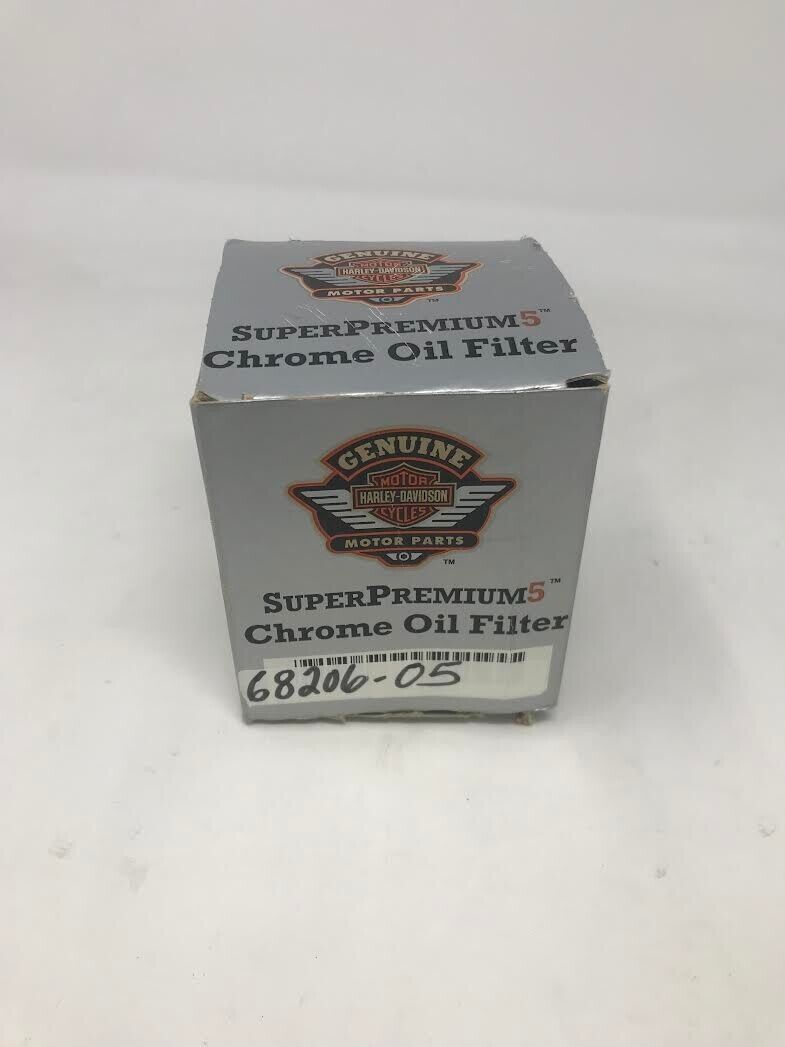 GENUINE
MOTOR
HARLEY-DAVIDSON
CYCLES
MOTOR PARTS
™
SUPERPREMIUM5™
Chrome Oil Filter
GENUINE
MOTOR
HARLEY-DAVIDSON
CYCLES
MOTOR PARTS
™
SUPERPREMIUM5™
Chrome Oil Filter
68206-05